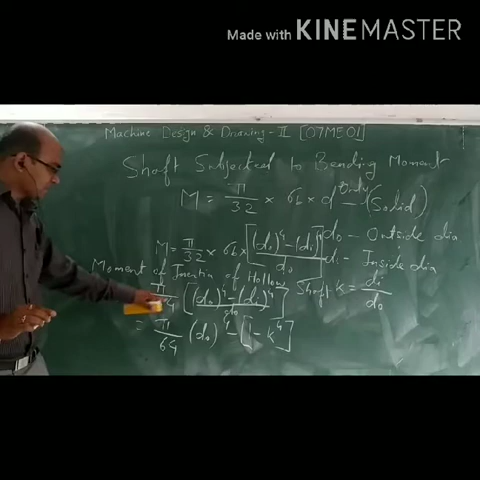 Made with KINEMASTER
Machine Design & Drawing - II [07ME01]
Shaft Subjected to Bending Moment Only
M = π/32 × σb × d³ - (Solid)
M = π/32 × σb × [(do)⁴ - (di)⁴ / do]
do - Outside dia
di - Inside dia
Moment of Inertia of Hollow Shaft k = di/do
[(do)⁴ - (di)⁴ / do]
= π/64 (do)⁴ - [1 - k⁴]